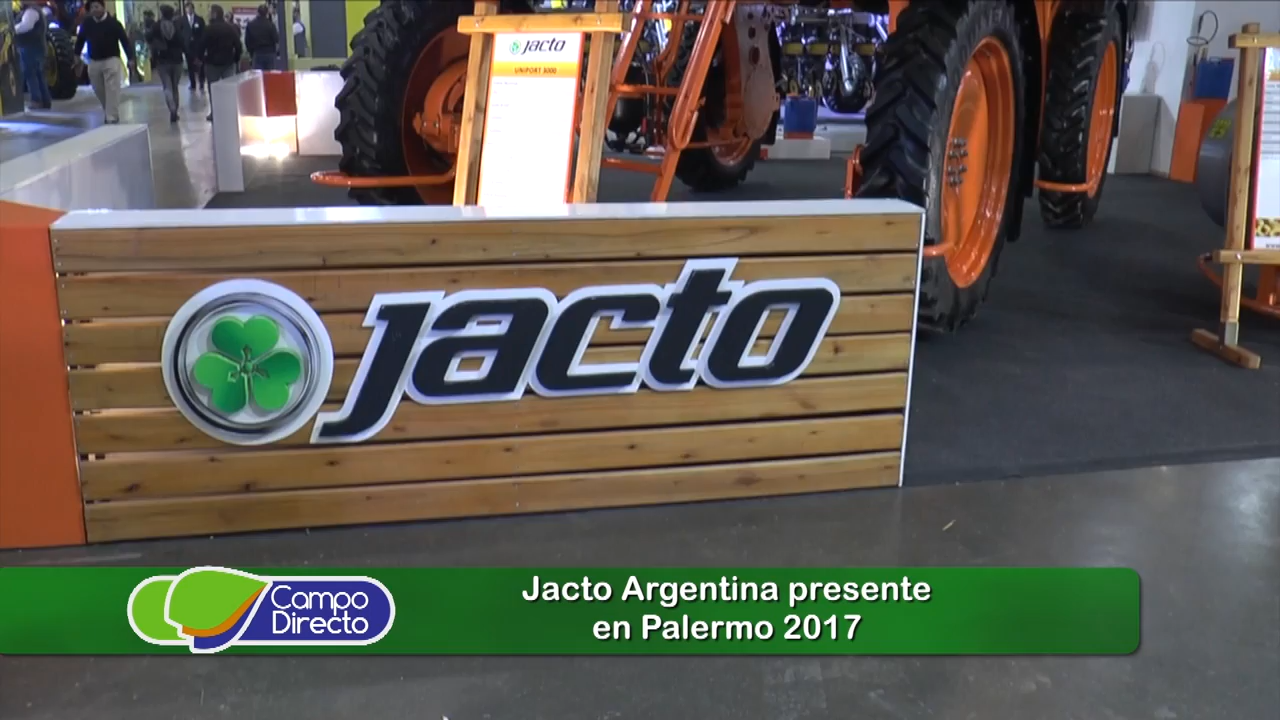 jacto
UNIPORT 3000
jacto
Campo
Directo
Jacto Argentina presente
en Palermo 2017